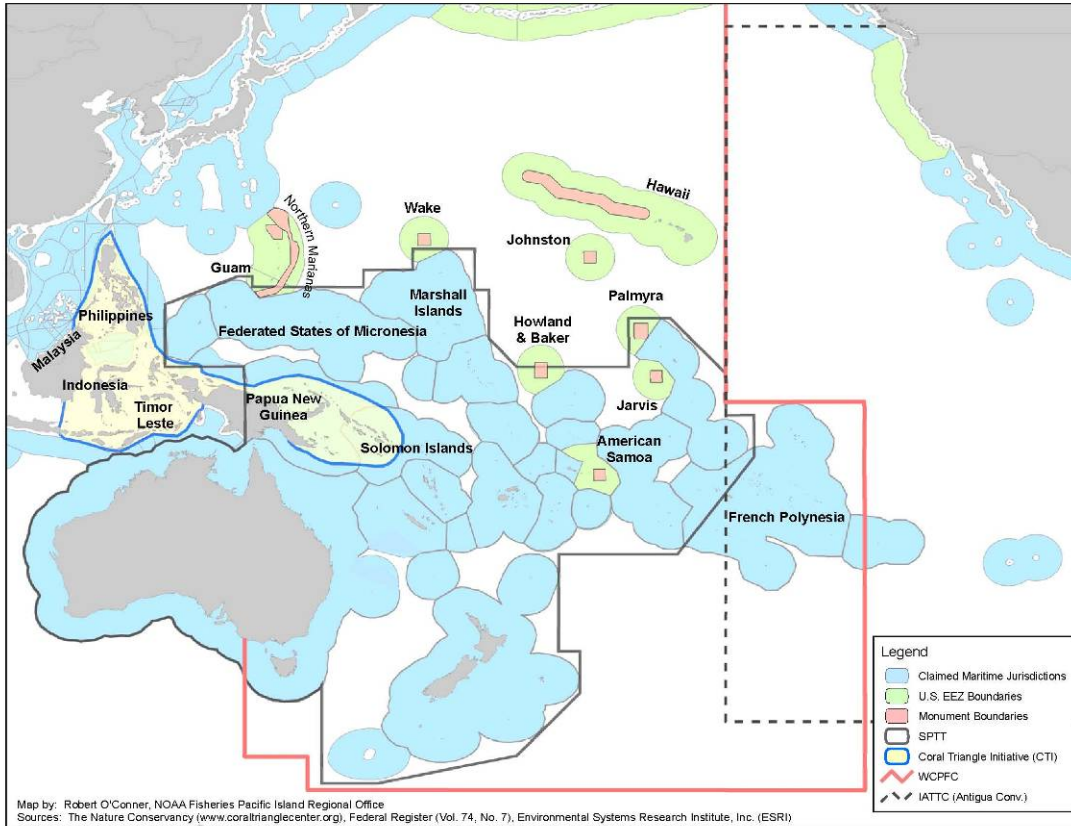 Hawaii
Northern Marianas
Wake
Johnston
Guam
Palmyra
Marshall
Islands
Philippines
Federated States of Micronesia
Howland
& Baker
Malaysia
Indonesia
Jarvis
Papua New
Guinea
Timor
Leste
Solomon Islands
American
Samoa
French Polynesia
Legend
Claimed Maritime Jurisdictions
U.S. EEZ Boundaries
Monument Boundaries
SPTT
Coral Triangle Initiative (CTI)
WCPFC
IATTC (Antigua Conv.)
Map by: Robert O'Conner, NOAA Fisheries Pacific Island Regional Office
Sources: The Nature Conservancy (www.coraltrianglecenter.org), Federal Register (Vol. 74, No. 7), Environmental Systems Research Institute, Inc. (ESRI)